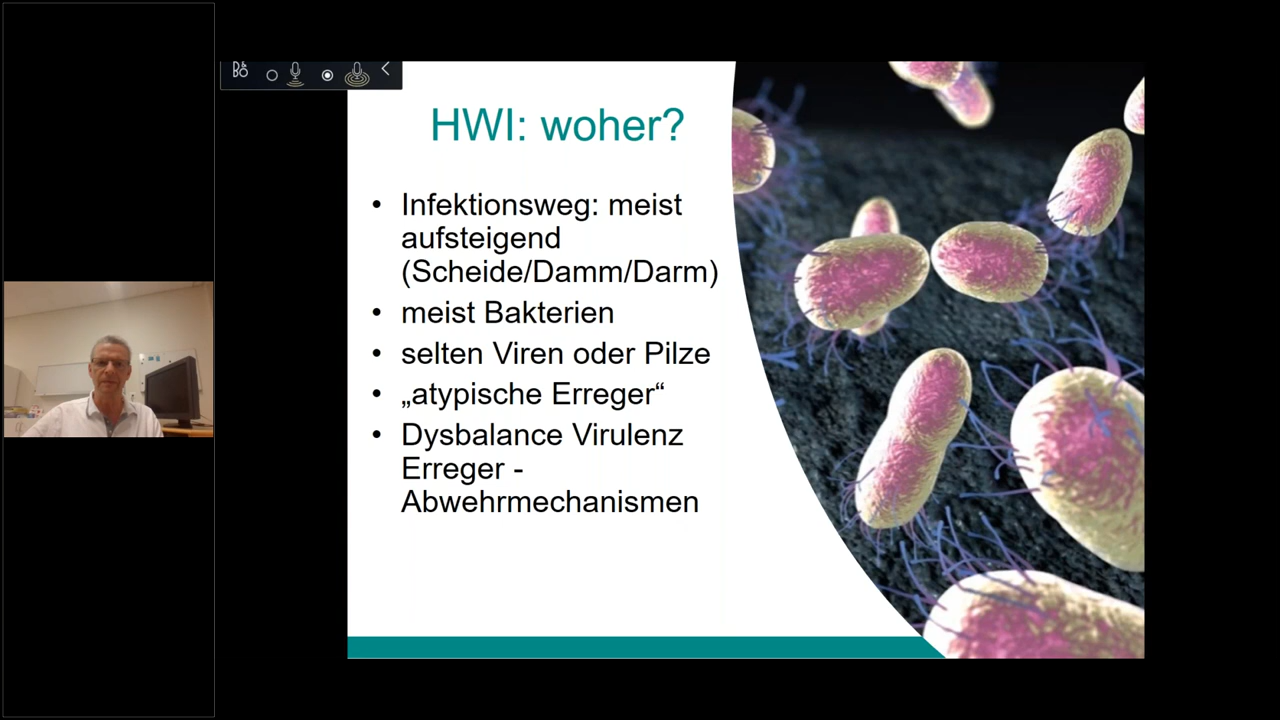 HWI: woher?
• Infektionsweg: meist
aufsteigend
(Scheide/Damm/Darm)
• meist Bakterien
• selten Viren oder Pilze
• „atypische Erreger“
• Dysbalance Virulenz
Erreger -
Abwehrmechanismen